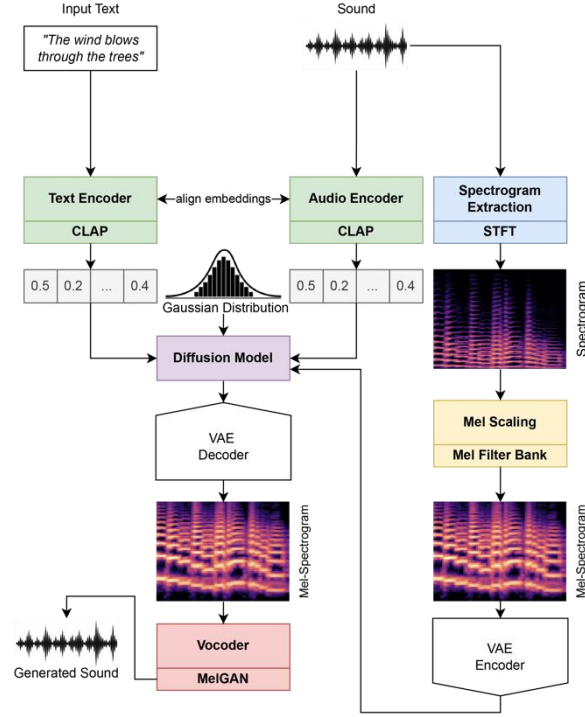 Input Text
Sound
"The wind blows
through the trees"
Text Encoder
CLAP
align embeddings
Audio Encoder
CLAP
Spectrogram
Extraction
STFT
0.5 0.2 ... 0.4
Gaussian Distribution
0.5 0.2 ... 0.4
Spectrogram
Diffusion Model
Mel Scaling
Mel Filter Bank
VAE
Decoder
Mel-Spectrogram
Mel-Spectrogram
Vocoder
MelGAN
Generated Sound
VAE
Encoder